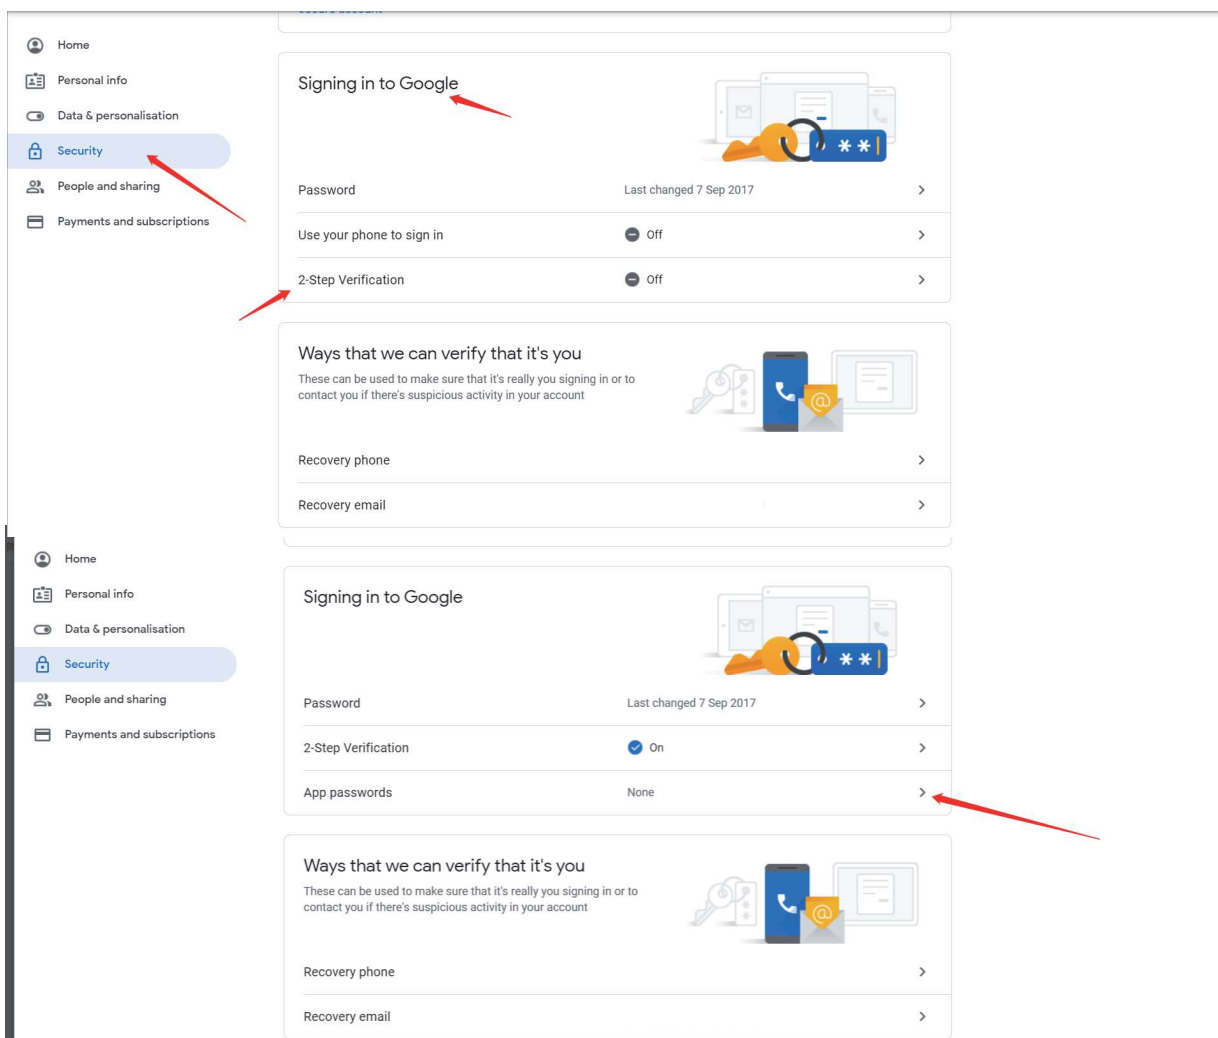 Home
Personal info
Data & personalisation
Security
People and sharing
Payments and subscriptions
Signing in to Google
**
Password Last changed 7 Sep 2017
Use your phone to sign in Off
2-Step Verification Off
Ways that we can verify that it's you
These can be used to make sure that it's really you signing in or to
contact you if there's suspicious activity in your account
@
Recovery phone
Recovery email
Home
Personal info
Data & personalisation
Security
People and sharing
Payments and subscriptions
Signing in to Google
**
Password Last changed 7 Sep 2017
2-Step Verification On
App passwords None
Ways that we can verify that it's you
These can be used to make sure that it's really you signing in or to
contact you if there's suspicious activity in your account
@
Recovery phone
Recovery email